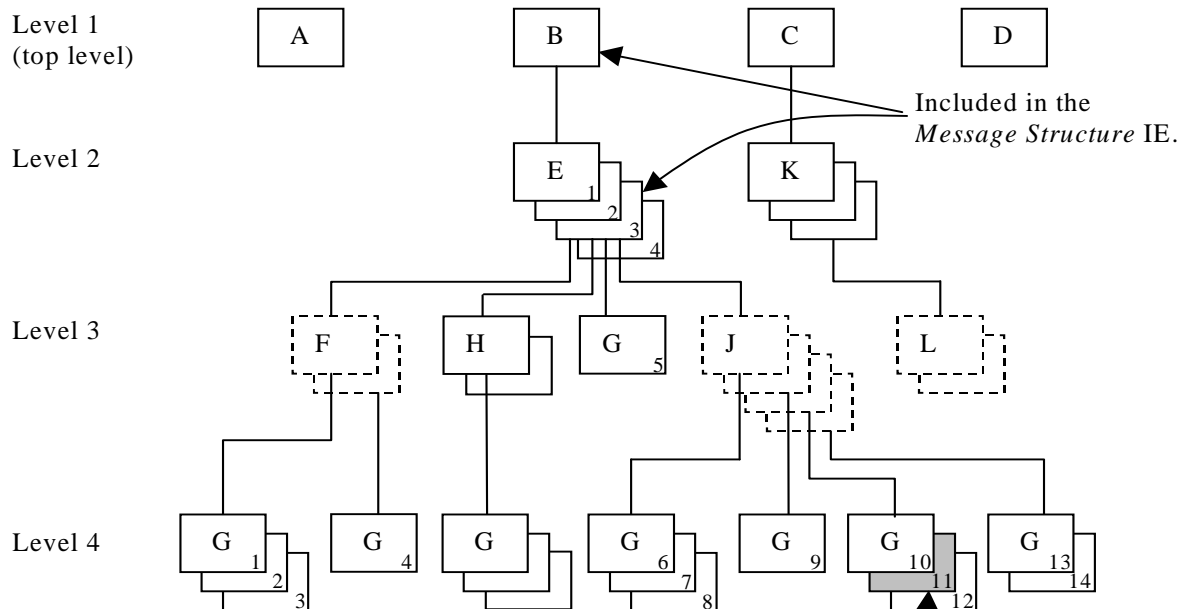 Level 1
(top level)
A
B
C
D
Included in the
Message Structure IE.
Level 2
E
1
2
3
4
K
Level 3
F
H
G
5
J
L
Level 4
G
1
2
3
G
4
G
G
6
7
8
G
9
G
10
11
12
G
13
14